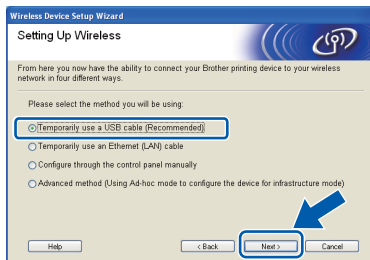 Wireless Device Setup Wizard
Setting Up Wireless
From here you now have the ability to connect your Brother printing device to your wireless
network in four different ways.
Please select the method you will be using:
Temporarily use a USB cable (Recommended)
Temporarily use an Ethernet (LAN) cable
Configure through the control panel manually
Advanced method (Using Ad-hoc mode to configure the device for infrastructure mode)
Help
< Back
Next >
Cancel